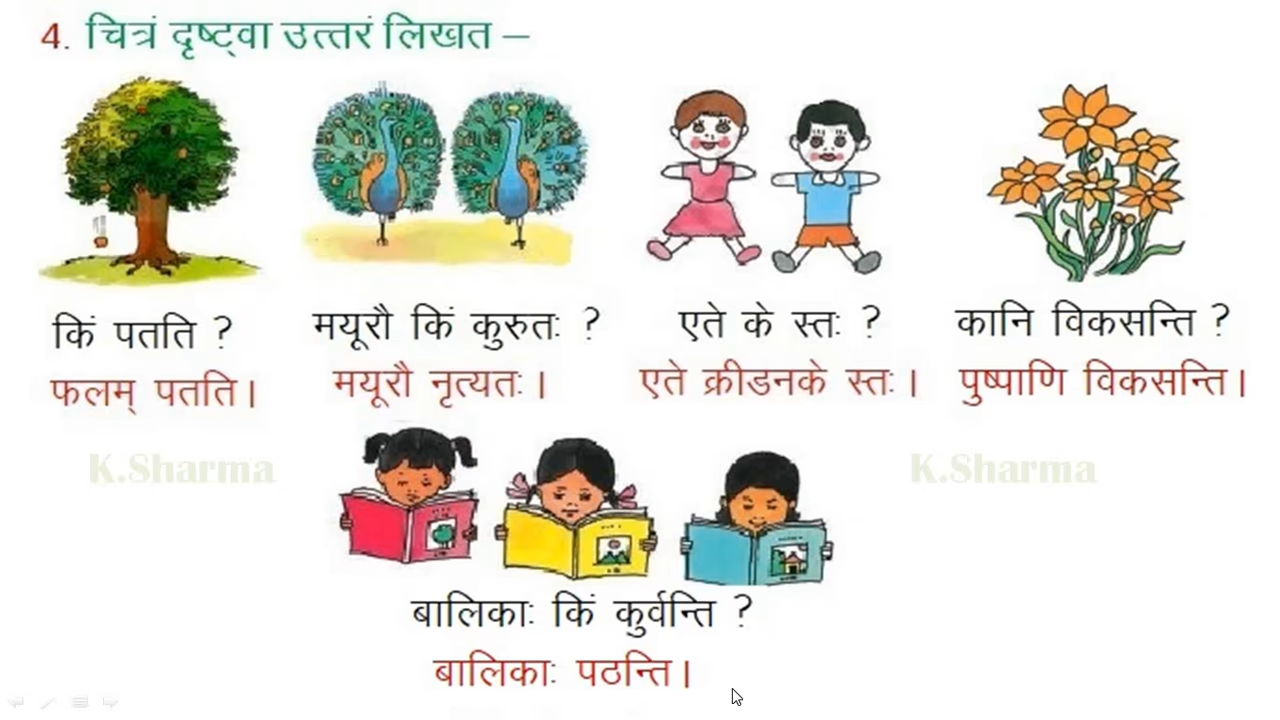 4. चित्रं दृष्ट्वा उत्तरं लिखत –
किं पतति ?
फलम् पतति।
मयूरौ किं कुरुतः ?
मयूरौ नृत्यतः।
एते के स्तः ?
एते क्रीडनके स्तः।
कानि विकसन्ति ?
पुष्पाणि विकसन्ति।
K.Sharma
K.Sharma
बालिकाः किं कुर्वन्ति ?
बालिकाः पठन्ति।